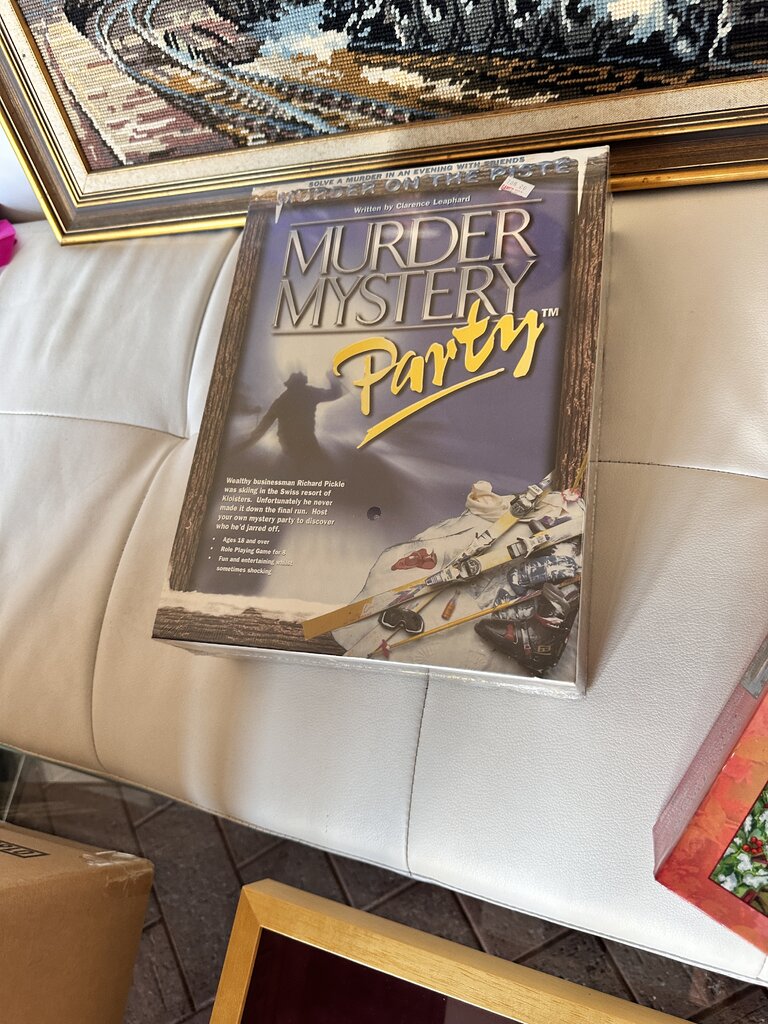 SOLVE A MURDER IN AN EVENING WITH FRIENDS
MURDER ON THE PISTE
Written by Clarence Leaphard
MURDER
MYSTERY
Party™
Wealthy businessman Richard Pickle
was skiing in the Swiss resort of
Kloisters. Unfortunately he never
made it down the final run. Host
your own mystery party to discover
who he'd jarred off.
• Ages 18 and over
• Role Playing Game for 8
• Fun and entertaining whilst
sometimes shocking